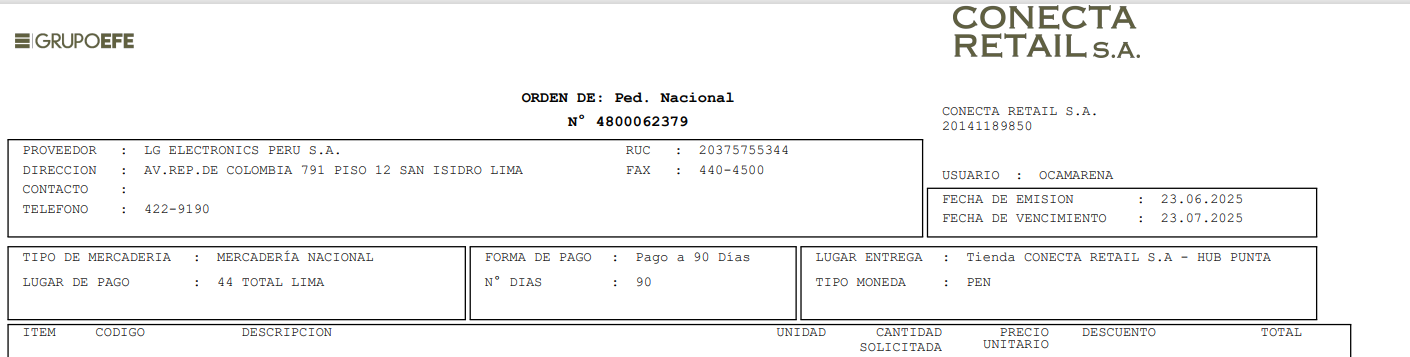 GRUPOEFE
CONECTA
RETAIL S.A.
ORDEN DE: Ped. Nacional
N° 4800062379
CONECTA RETAIL S.A.
20141189850
PROVEEDOR : LG ELECTRONICS PERU S.A. RUC : 20375755344
DIRECCION : AV.REP.DE COLOMBIA 791 PISO 12 SAN ISIDRO LIMA FAX : 440-4500
CONTACTO :
TELEFONO : 422-9190
USUARIO : OCAMARENA
FECHA DE EMISION : 23.06.2025
FECHA DE VENCIMIENTO : 23.07.2025
TIPO DE MERCADERIA : MERCADERÍA NACIONAL
LUGAR DE PAGO : 44 TOTAL LIMA
FORMA DE PAGO : Pago a 90 Días
N° DIAS : 90
LUGAR ENTREGA : Tienda CONECTA RETAIL S.A - HUB PUNTA
TIPO MONEDA : PEN
ITEM CODIGO DESCRIPCION UNIDAD CANTIDAD PRECIO DESCUENTO TOTAL
SOLICITADA UNITARIO